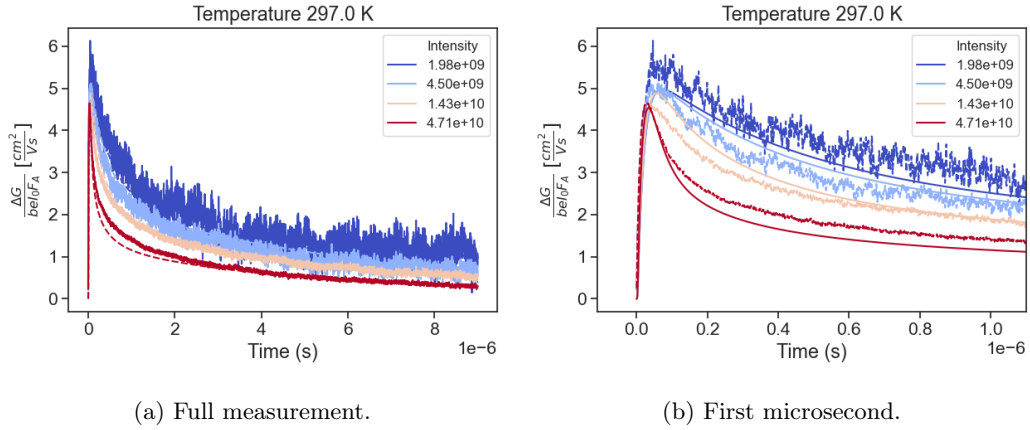 Temperature 297.0 K
ΔG / beI₀F_A [cm² / Vs]
6
5
4
3
2
1
0
Intensity
1.98e+09
4.50e+09
1.43e+10
4.71e+10
0 2 4 6 8
1e−6
Time (s)
(a) Full measurement.
Temperature 297.0 K
ΔG / beI₀F_A [cm² / Vs]
6
5
4
3
2
1
0
Intensity
1.98e+09
4.50e+09
1.43e+10
4.71e+10
0.0 0.2 0.4 0.6 0.8 1.0
1e−6
Time (s)
(b) First microsecond.